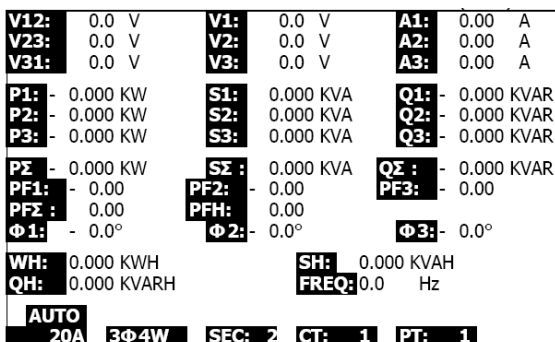 V12: 0.0 V V1: 0.0 V A1: 0.00 A
V23: 0.0 V V2: 0.0 V A2: 0.00 A
V31: 0.0 V V3: 0.0 V A3: 0.00 A
P1: - 0.000 KW S1: 0.000 KVA Q1: - 0.000 KVAR
P2: - 0.000 KW S2: 0.000 KVA Q2: - 0.000 KVAR
P3: - 0.000 KW S3: 0.000 KVA Q3: - 0.000 KVAR
PΣ - 0.000 KW SΣ : 0.000 KVA QΣ : - 0.000 KVAR
PF1: - 0.00 PF2: - 0.00 PF3: - 0.00
PFΣ : 0.00 PFH: 0.00
Φ1: - 0.0° Φ2: - 0.0° Φ3: - 0.0°
WH: 0.000 KWH SH: 0.000 KVAH
QH: 0.000 KVARH FREQ: 0.0 Hz
AUTO
20A 3Φ4W SEC: 2 CT: 1 PT: 1